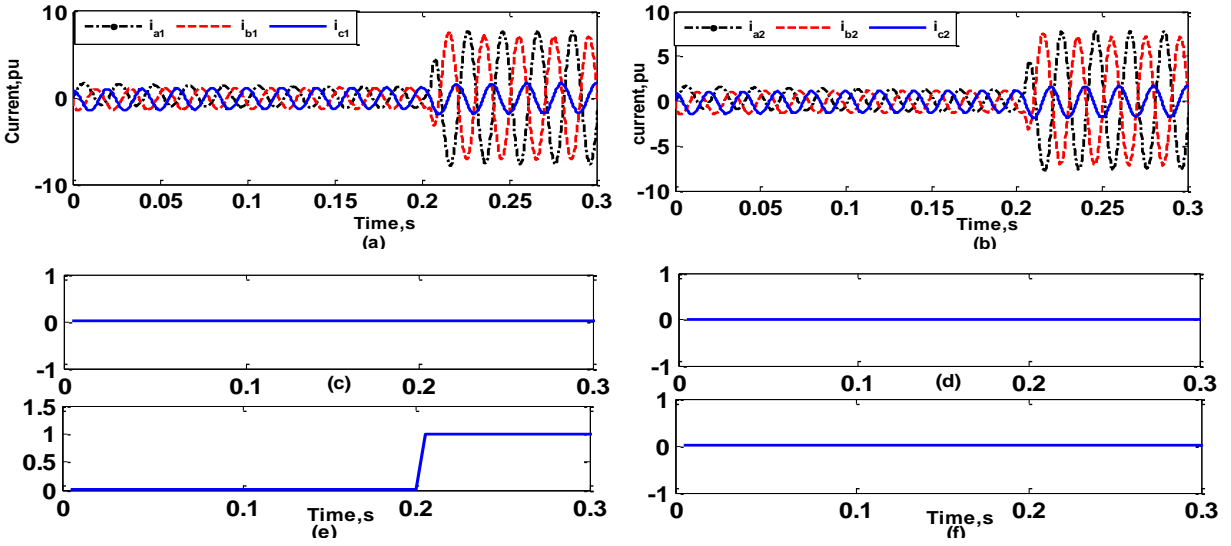 10
5
0
-10
Current,pu
i_a1 i_b1 i_c1
0 0.05 0.1 0.15 0.2 0.25 0.3
Time,s
(a)
10
5
0
-5
-10
current,pu
i_a2 i_b2 i_c2
0 0.05 0.1 0.15 0.2 0.25 0.3
Time,s
(b)
1
0
-1
0 0.1 0.2 0.3
(c)
1
0
-1
0 0.1 0.2 0.3
(d)
1.5
1
0.5
0
0 0.1 0.2 0.3
Time,s
(e)
1
0
-1
0 0.1 0.2 0.3
Time,s
(f)